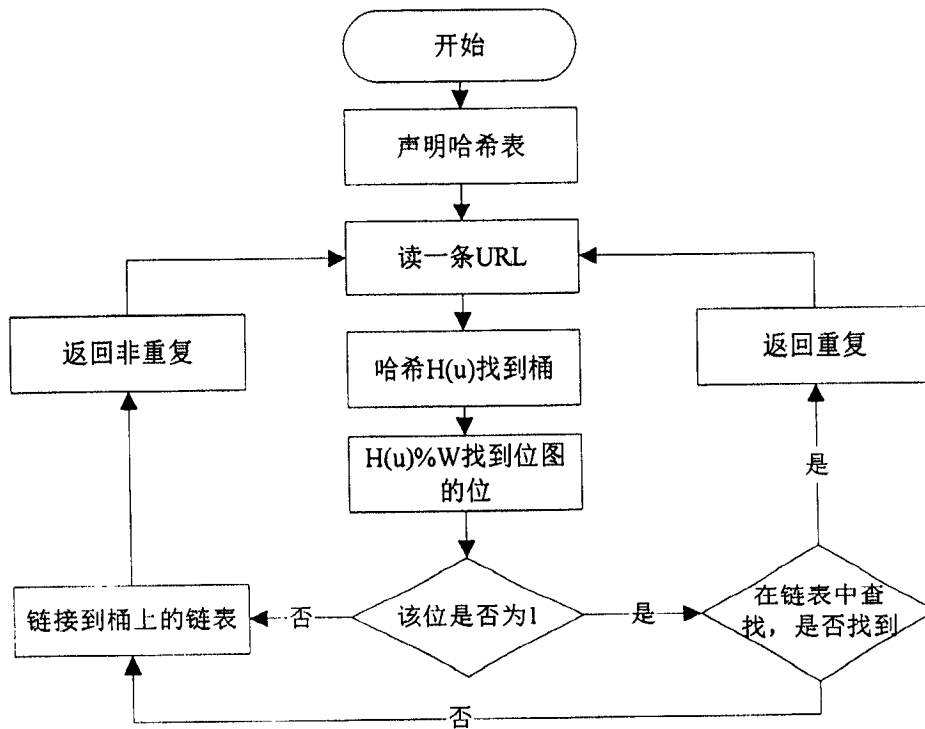 开始
声明哈希表
读一条URL
返回非重复
返回重复
哈希H(u)找到桶
H(u)%W找到位图
的位
是
链接到桶上的链表
否
该位是否为1
是
在链表中查
找，是否找到
否